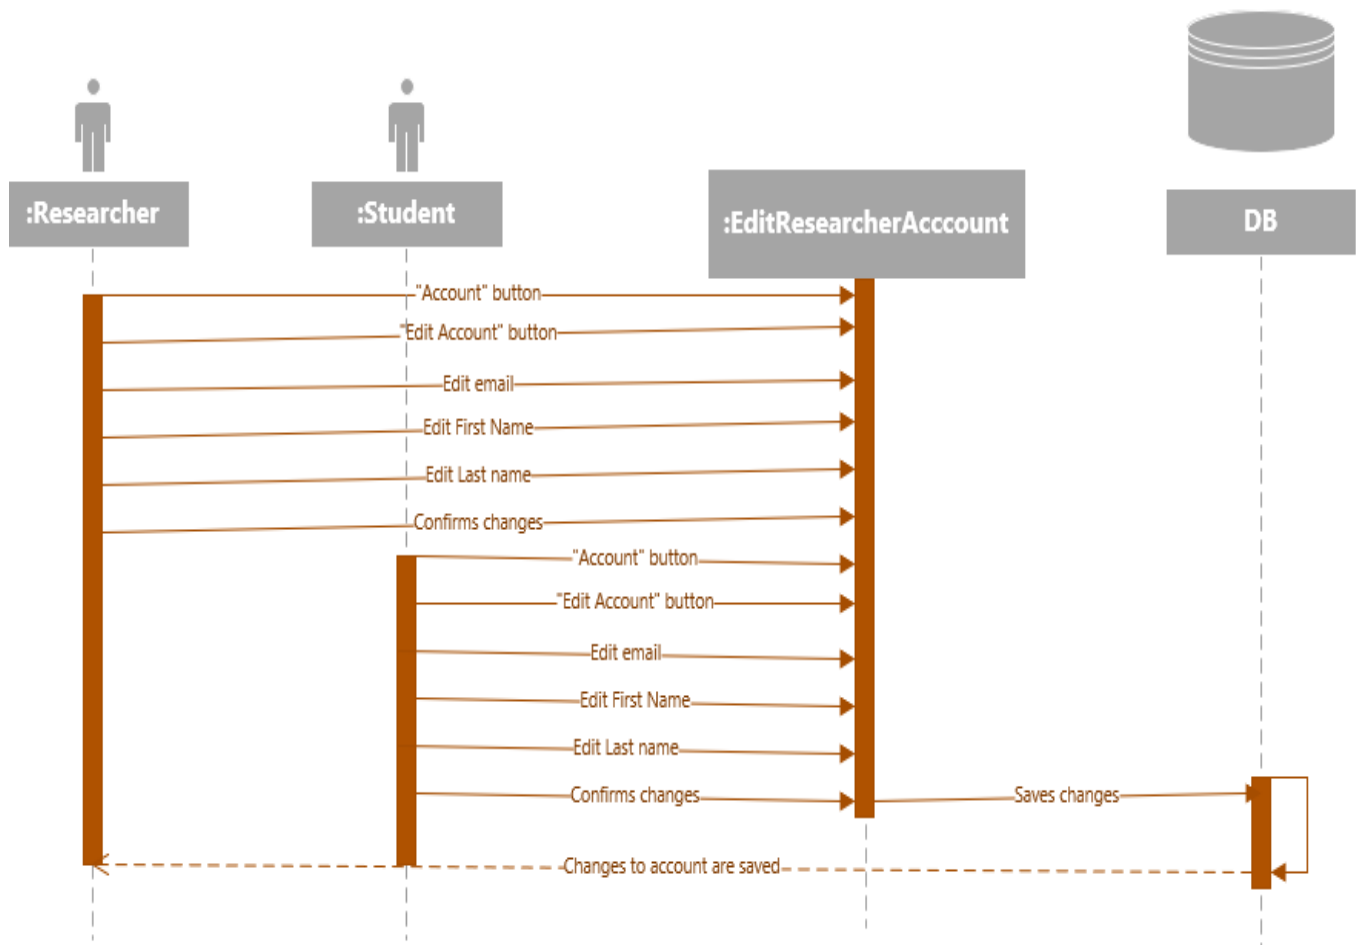 :Researcher
:Student
:EditResearcherAcccount
DB
"Account" button
"Edit Account" button
Edit email
Edit First Name
Edit Last name
Confirms changes
"Account" button
"Edit Account" button
Edit email
Edit First Name
Edit Last name
Confirms changes
Saves changes
Changes to account are saved